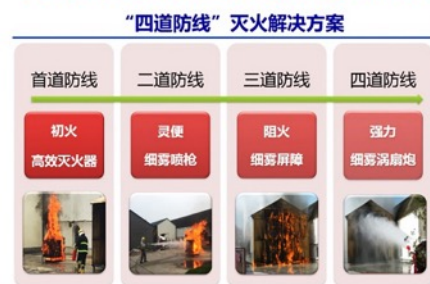 “四道防线”灭火解决方案
首道防线 二道防线 三道防线 四道防线
初火 灵便 阻火 强力
高效灭火器 细雾喷枪 细雾屏障 细雾涡扇炮